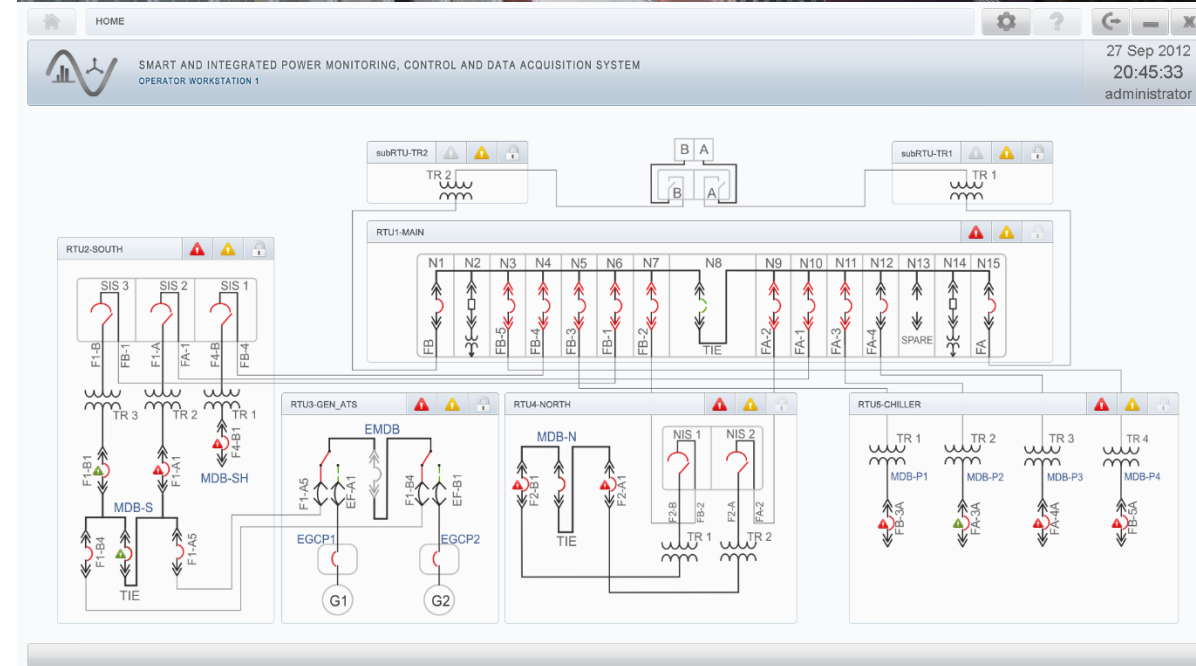 HOME
?
X
SMART AND INTEGRATED POWER MONITORING, CONTROL AND DATA ACQUISITION SYSTEM
OPERATOR WORKSTATION 1
27 Sep 2012
20:45:33
administrator
B A
subRTU-TR2
TR 2
B A
subRTU-TR1
TR 1
RTU1-MAIN
N1 N2 N3 N4 N5 N6 N7 N8 N9 N10 N11 N12 N13 N14 N15
FB FB-5 FB-4 FB-3 FB-1 FB-2 TIE FA-2 FA-1 FA-3 FA-4 SPARE FA
RTU2-SOUTH
SIS 3 SIS 2 SIS 1
F1-B FB-1 F1-A FA-1 F4-B FB-4
TR 3 TR 2 TR 1
F1-B1 F1-A1 F4-B1
MDB-SH
MDB-S
F1-B4 F1-A5
TIE
RTU3-GEN_ATS
EMDB
F1-A5 EF-A1 F1-B4 EF-B1
EGCP1 EGCP2
G1 G2
RTU4-NORTH
MDB-N
NIS 1 NIS 2
F2-B1 F2-A1
F2-B FB-2 F2-A FA-2
TIE
TR 1 TR 2
RTU5-CHILLER
TR 1 TR 2 TR 3 TR 4
MDB-P1 MDB-P2 MDB-P3 MDB-P4
FB-3A FA-3A FA-4A FB-5A